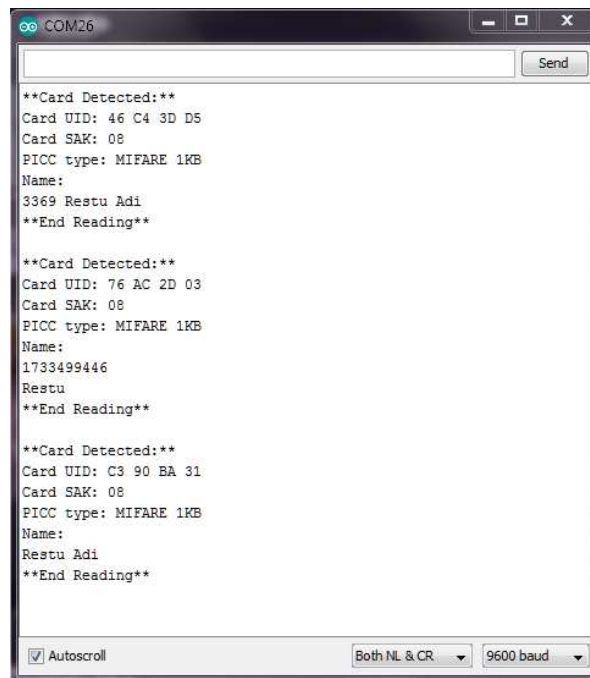 COM26
Send
**Card Detected:**
Card UID: 46 C4 3D D5
Card SAK: 08
PICC type: MIFARE 1KB
Name:
3369 Restu Adi
**End Reading**
**Card Detected:**
Card UID: 76 AC 2D 03
Card SAK: 08
PICC type: MIFARE 1KB
Name:
1733499446
Restu
**End Reading**
**Card Detected:**
Card UID: C3 90 BA 31
Card SAK: 08
PICC type: MIFARE 1KB
Name:
Restu Adi
**End Reading**
Autoscroll Both NL & CR 9600 baud